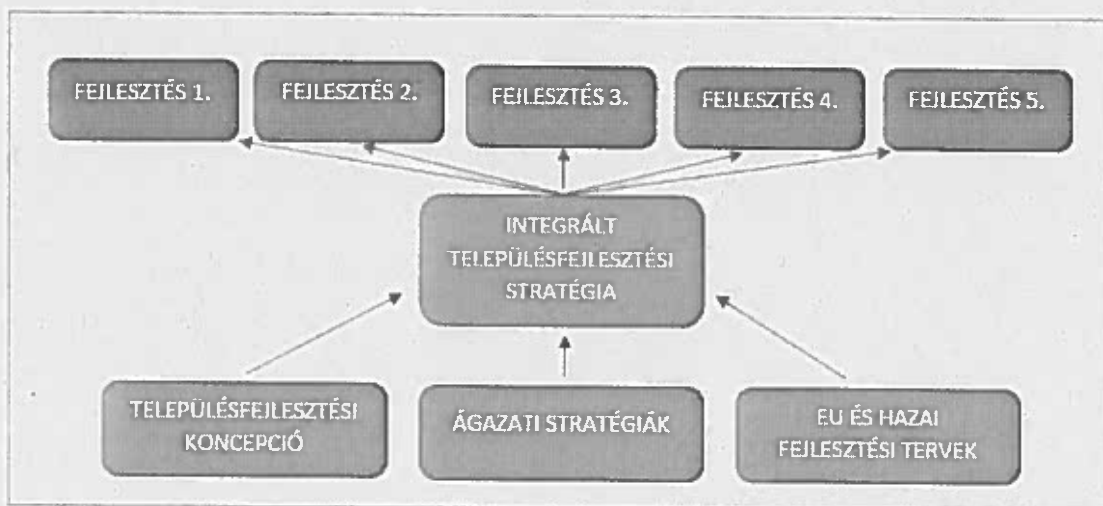 FEJLESZTÉS 1.
FEJLESZTÉS 2.
FEJLESZTÉS 3.
FEJLESZTÉS 4.
FEJLESZTÉS 5.
INTEGRÁLT
TELEPÜLÉSFEJLESZTÉSI
STRATÉGIA
TELEPÜLÉSFEJLESZTÉSI
KONCEPCIÓ
ÁGAZATI STRATÉGIÁK
EU ÉS HAZAI
FEJLESZTÉSI TERVEK